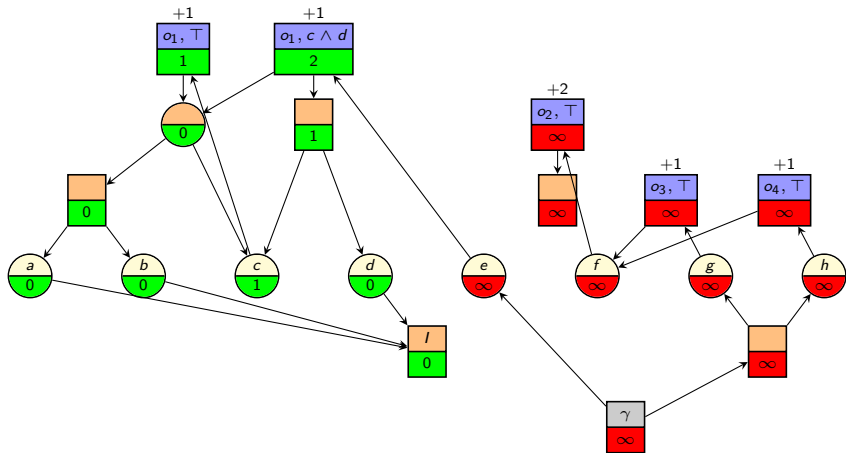 +1 +1
o₁, ⊤ o₁, c ∧ d
1 2
+2
o₂, ⊤
0 1 ∞
+1 +1
o₃, ⊤ o₄, ⊤
0 ∞ ∞ ∞
a b c d e f g h
0 0 1 0 ∞ ∞ ∞ ∞
I
0 ∞
γ
∞